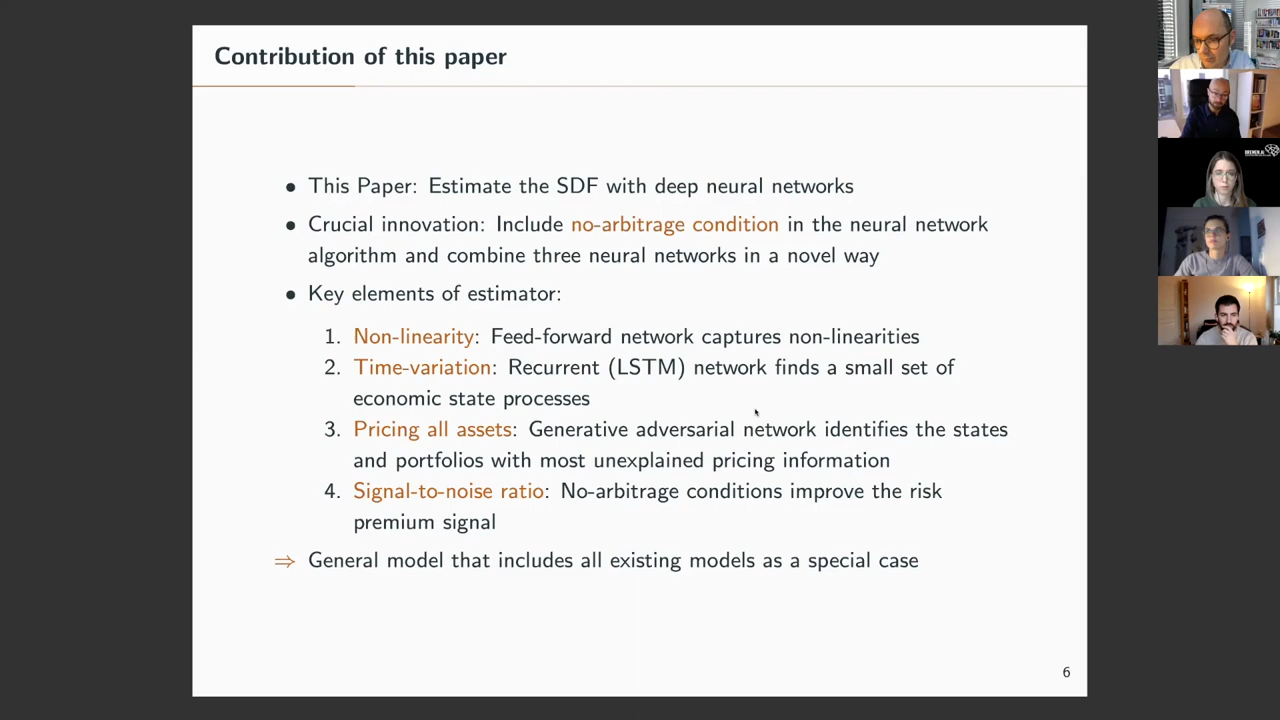 Contribution of this paper
• This Paper: Estimate the SDF with deep neural networks
• Crucial innovation: Include no-arbitrage condition in the neural network
algorithm and combine three neural networks in a novel way
• Key elements of estimator:
1. Non-linearity: Feed-forward network captures non-linearities
2. Time-variation: Recurrent (LSTM) network finds a small set of
economic state processes
3. Pricing all assets: Generative adversarial network identifies the states
and portfolios with most unexplained pricing information
4. Signal-to-noise ratio: No-arbitrage conditions improve the risk
premium signal
⇒ General model that includes all existing models as a special case
6
BREMEN.AI